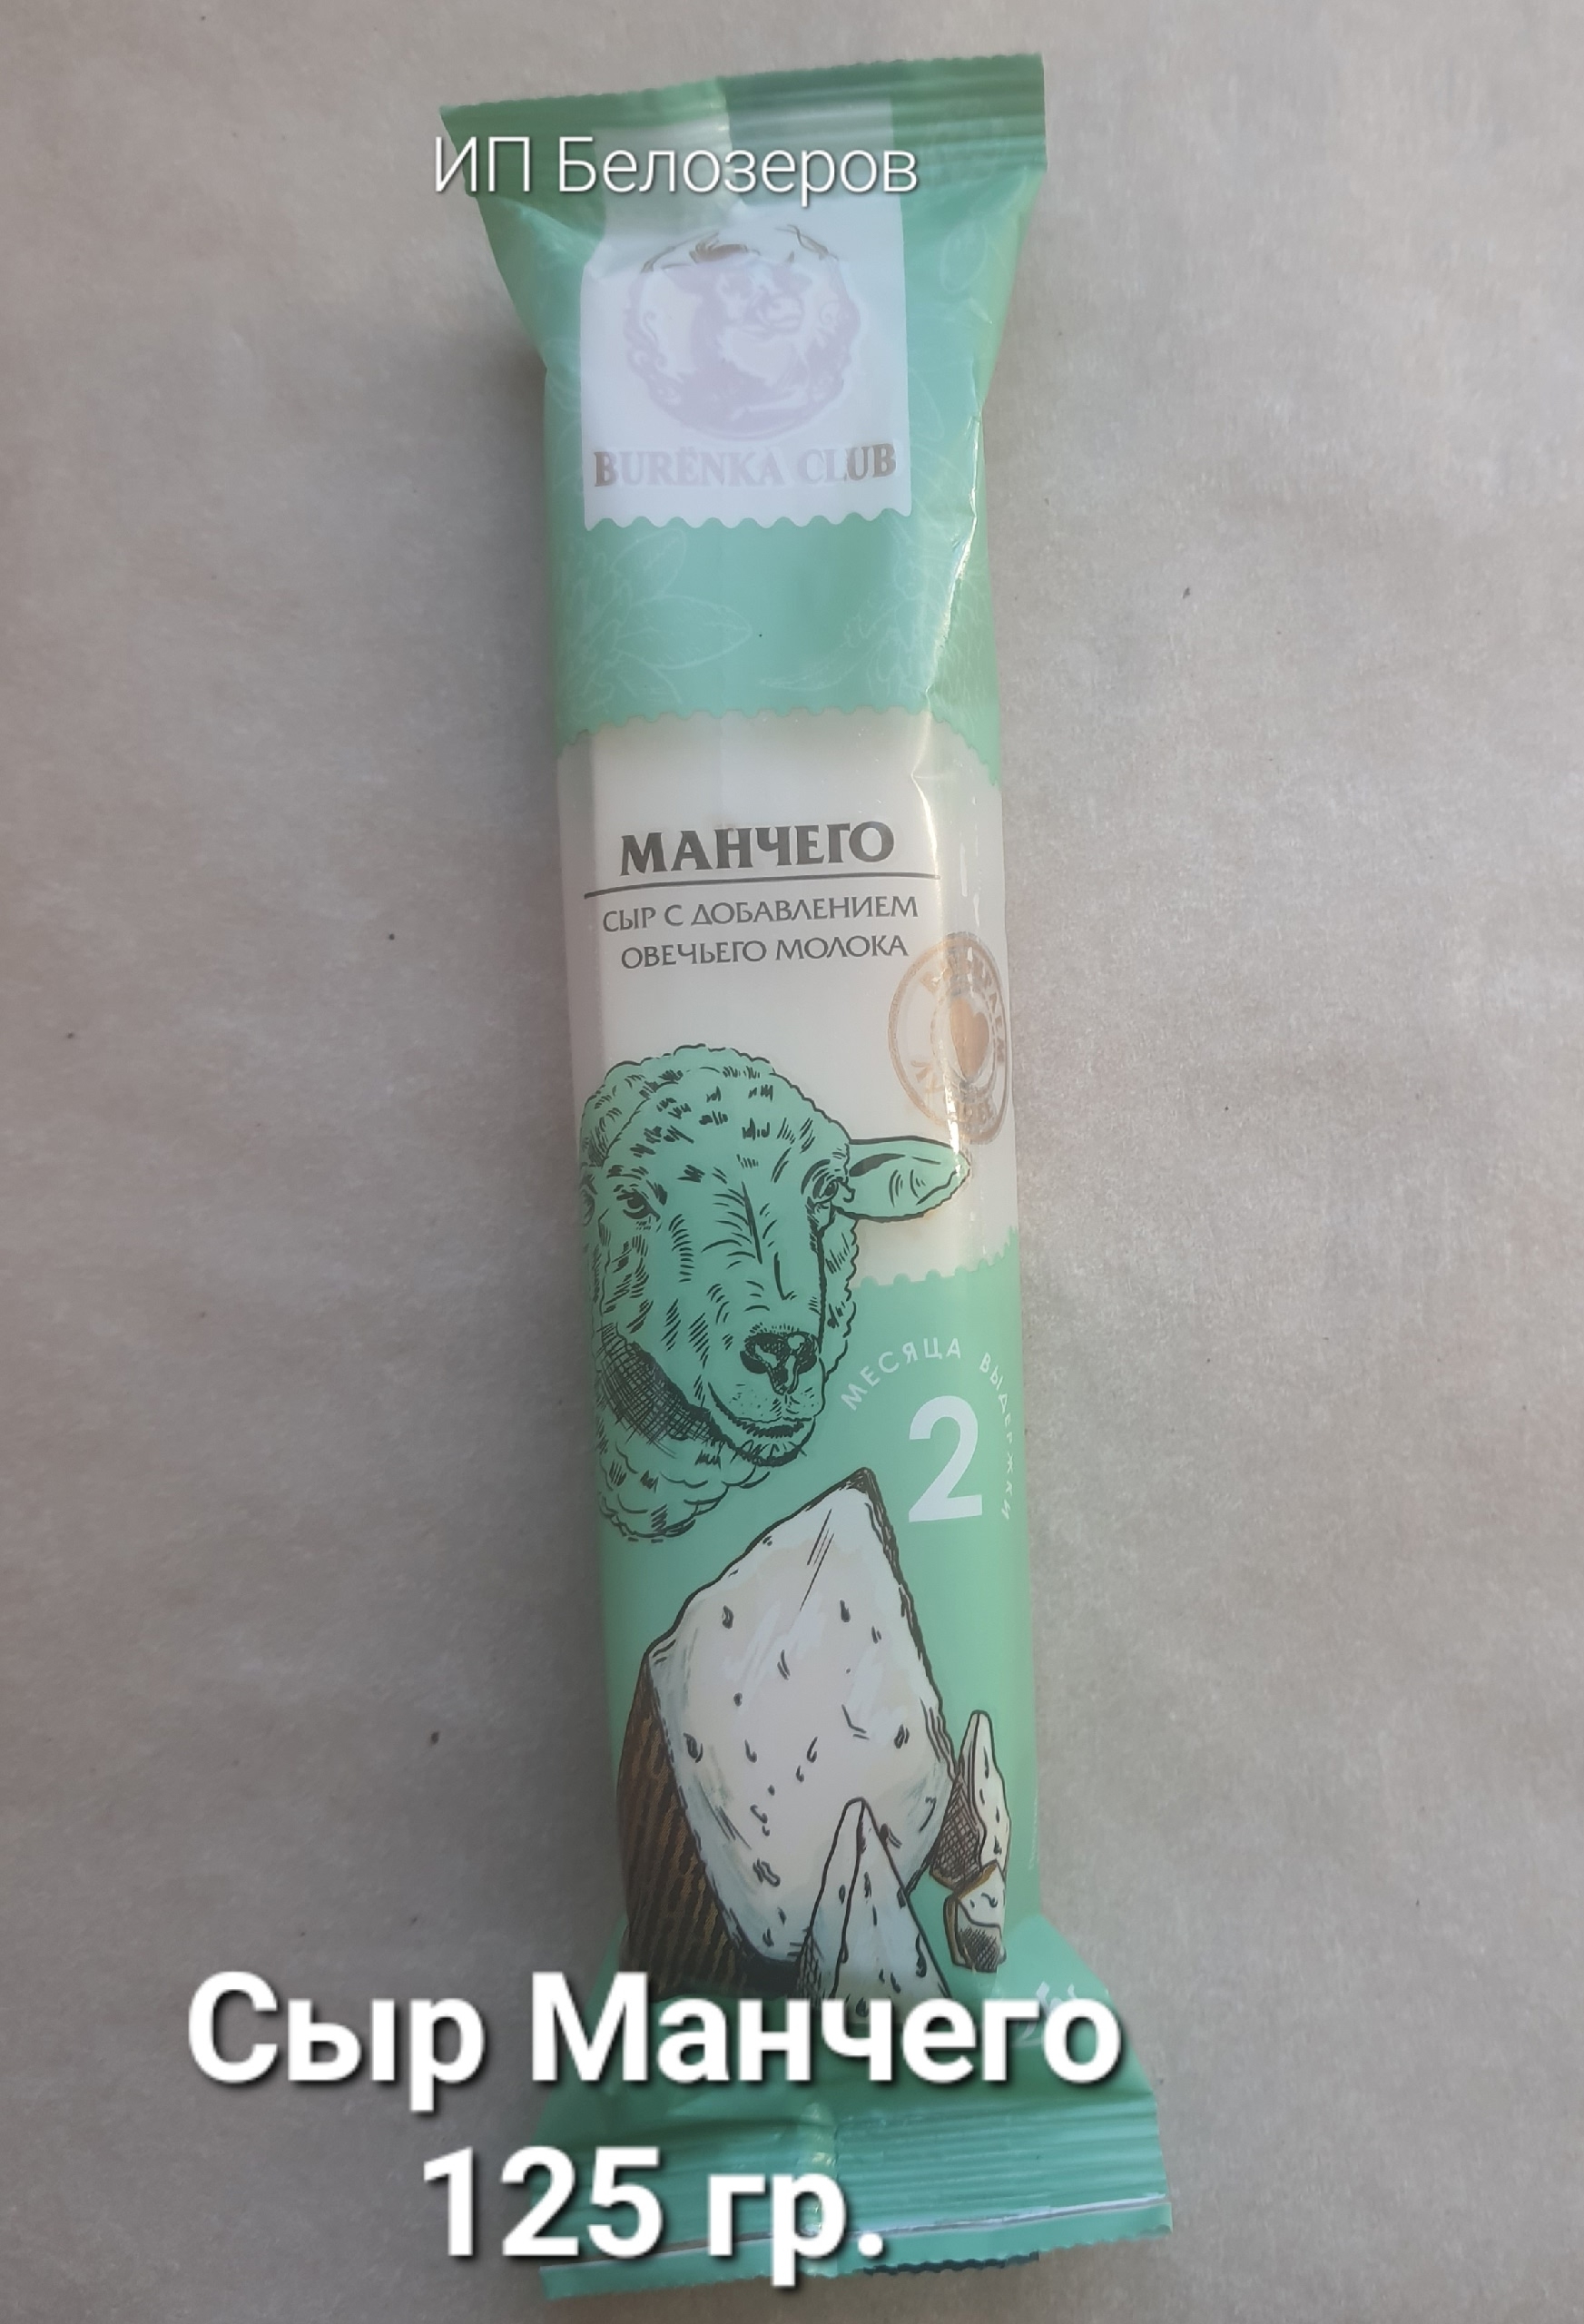 ИП Белозеров
BURЁNKA CLUB
МАНЧЕГО
СЫР С ДОБАВЛЕНИЕМ
ОВЕЧЬЕГО МОЛОКА
МЕСЯЦА ВЫДЕРЖКИ
2
Сыр Манчего
125 гр.